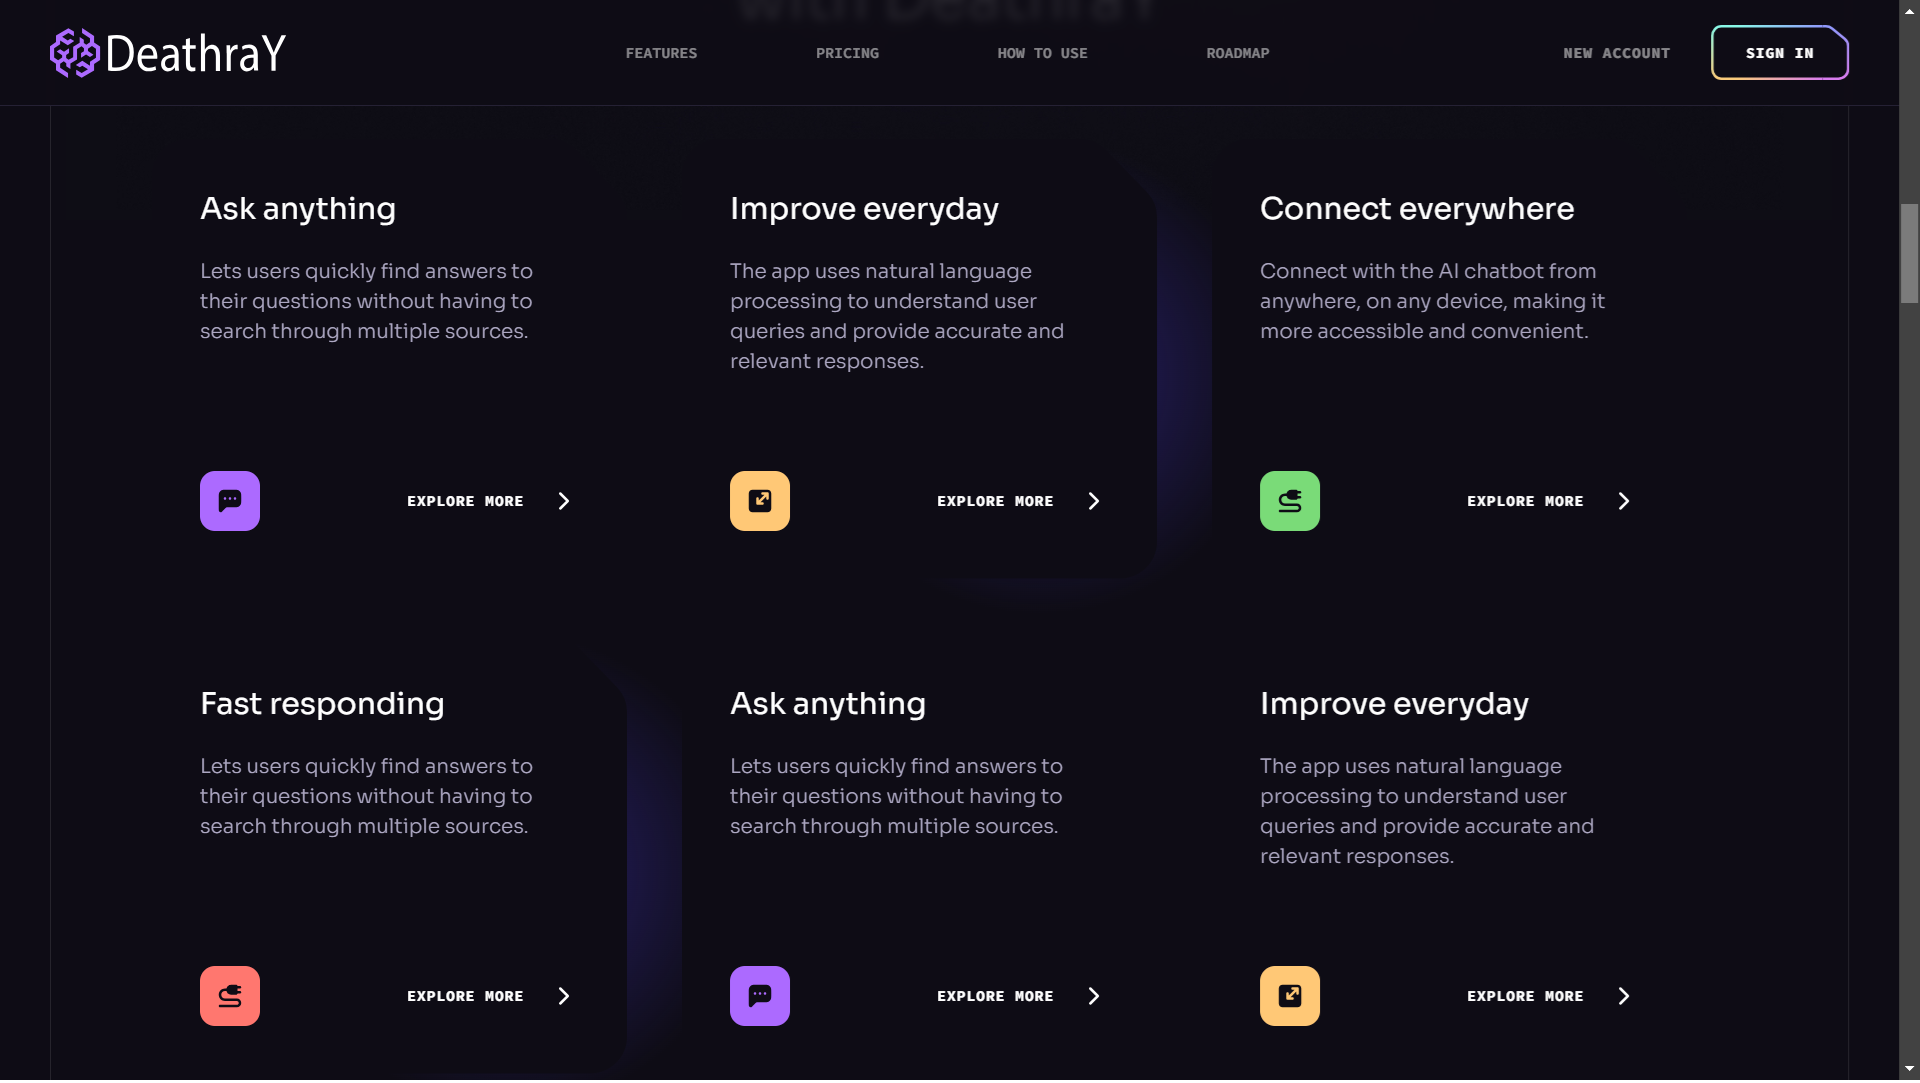 with DeathraY
DeathraY
FEATURES
PRICING
HOW TO USE
ROADMAP
NEW ACCOUNT
SIGN IN
Ask anything
Lets users quickly find answers to
their questions without having to
search through multiple sources.
EXPLORE MORE
Improve everyday
The app uses natural language
processing to understand user
queries and provide accurate and
relevant responses.
EXPLORE MORE
Connect everywhere
Connect with the AI chatbot from
anywhere, on any device, making it
more accessible and convenient.
EXPLORE MORE
Fast responding
Lets users quickly find answers to
their questions without having to
search through multiple sources.
EXPLORE MORE
Ask anything
Lets users quickly find answers to
their questions without having to
search through multiple sources.
EXPLORE MORE
Improve everyday
The app uses natural language
processing to understand user
queries and provide accurate and
relevant responses.
EXPLORE MORE